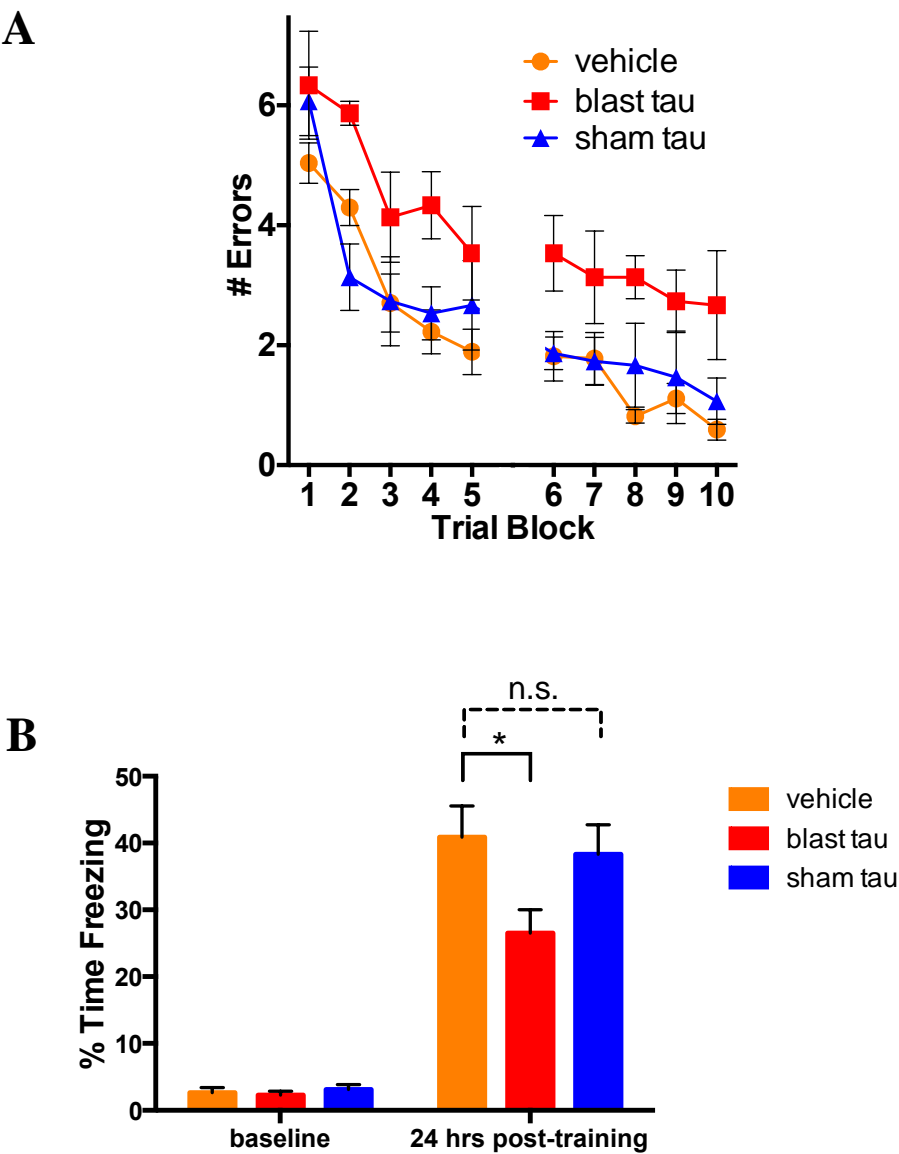 A
vehicle
blast tau
sham tau
6
4
2
0
# Errors
1 2 3 4 5 6 7 8 9 10
Trial Block
B
n.s.
*
50
40
30
20
10
0
% Time Freezing
vehicle
blast tau
sham tau
baseline 24 hrs post-training